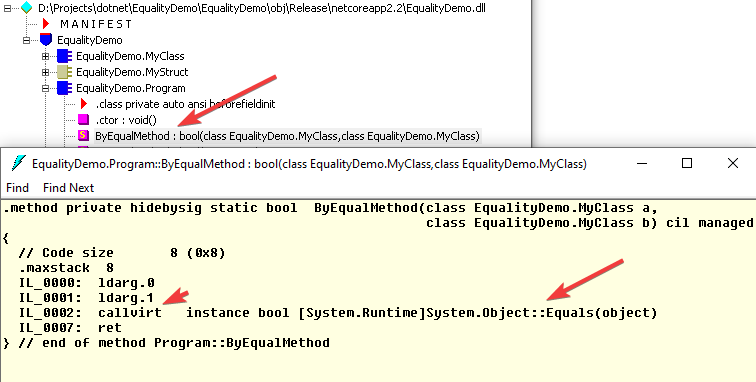 D:\Projects\dotnet\EqualityDemo\EqualityDemo\obj\Release\netcoreapp2.2\EqualityDemo.dll
M A N I F E S T
EqualityDemo
EqualityDemo.MyClass
EqualityDemo.MyStruct
EqualityDemo.Program
.class private auto ansi beforefieldinit
.ctor : void()
S ByEqualMethod : bool(class EqualityDemo.MyClass,class EqualityDemo.MyClass)
EqualityDemo.Program::ByEqualMethod : bool(class EqualityDemo.MyClass,class EqualityDemo.MyClass)
Find Find Next
.method private hidebysig static bool  ByEqualMethod(class EqualityDemo.MyClass a,
class EqualityDemo.MyClass b) cil managed
{
// Code size       8 (0x8)
.maxstack  8
IL_0000:  ldarg.0
IL_0001:  ldarg.1
IL_0002:  callvirt   instance bool [System.Runtime]System.Object::Equals(object)
IL_0007:  ret
} // end of method Program::ByEqualMethod